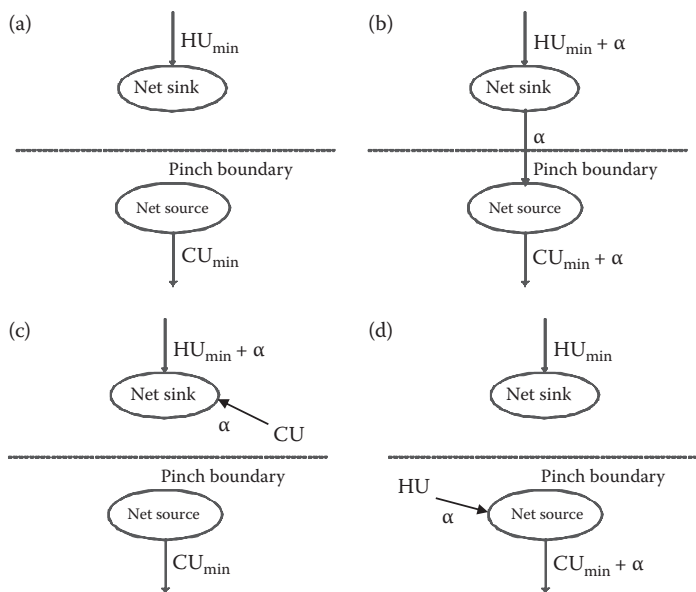 (a)
HU_min
Net sink
Pinch boundary
Net source
CU_min
(b)
HU_min + α
Net sink
α
Pinch boundary
Net source
CU_min + α
(c)
HU_min + α
Net sink
α
CU
Pinch boundary
Net source
CU_min
(d)
HU_min
Net sink
Pinch boundary
HU
α
Net source
CU_min + α